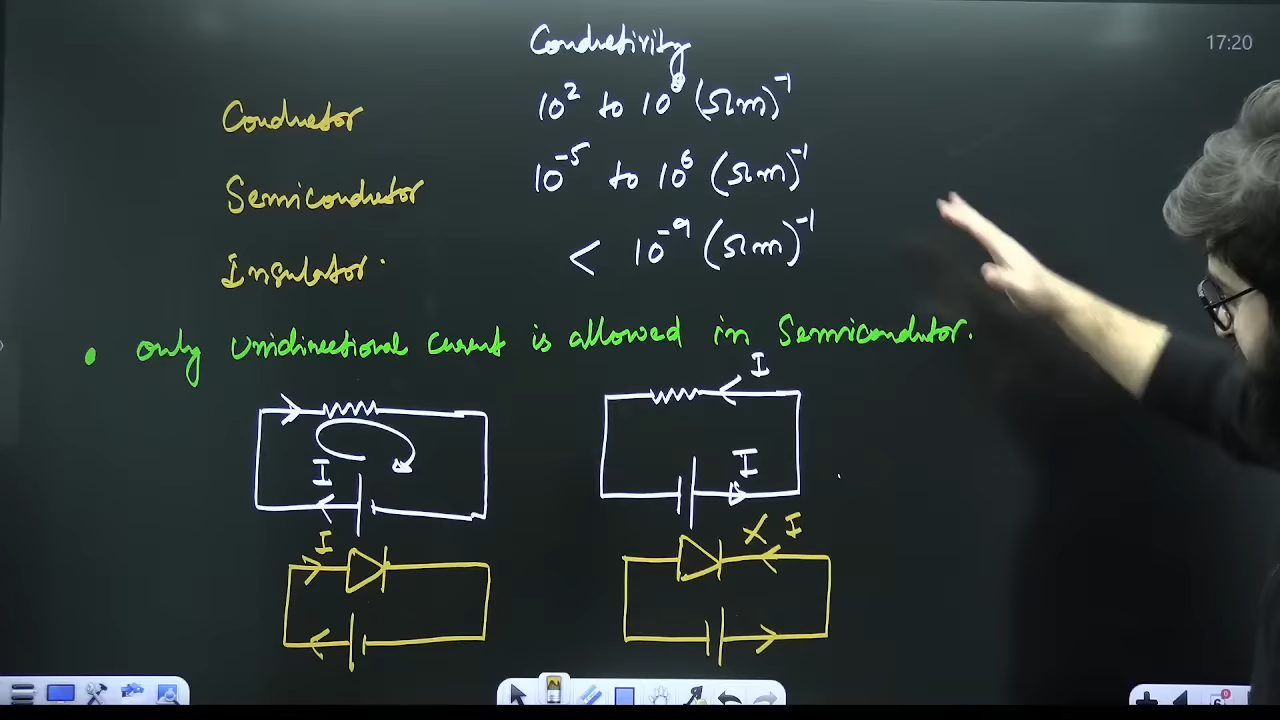 17:20
Conductivity
Conductor 10² to 10⁸ (Ωm)⁻¹
Semiconductor 10⁻⁵ to 10⁶ (Ωm)⁻¹
Insulator. < 10⁻⁹ (Ωm)⁻¹
• only Unidirectional current is allowed in Semicondutor.
I
I I
I X I